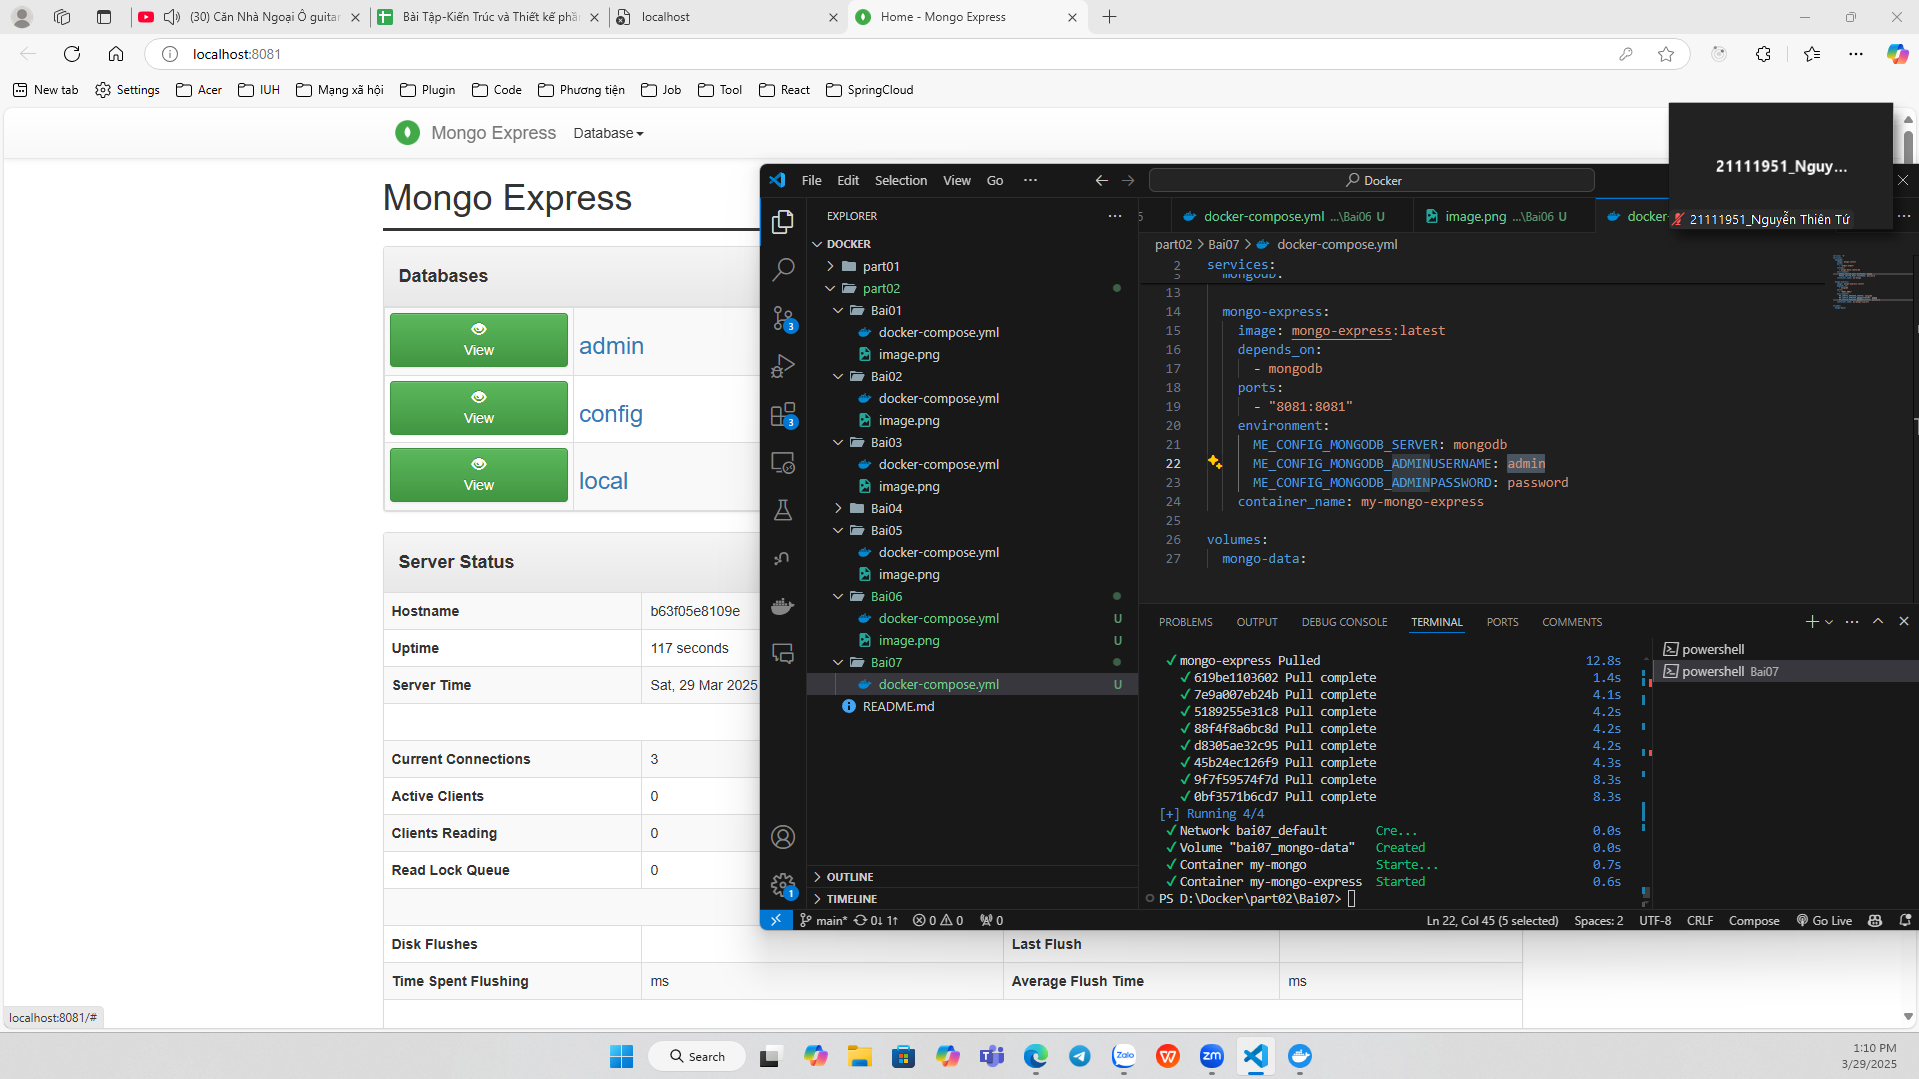 (30) Căn Nhà Ngoại Ô guitar
Bài Tập-Kiến Trúc và Thiết kế phầ
localhost
Home - Mongo Express
localhost:8081
New tab
Settings
Acer
IUH
Mạng xã hội
Plugin
Code
Phương tiện
Job
Tool
React
SpringCloud
Mongo Express
Database
Mongo Express
Databases
View
admin
View
config
View
local
Server Status
Hostname b63f05e8109e
Uptime 117 seconds
Server Time Sat, 29 Mar 2025
Current Connections 3
Active Clients 0
Clients Reading 0
Read Lock Queue 0
Disk Flushes Last Flush
Time Spent Flushing ms Average Flush Time ms
localhost:8081/#
21111951_Nguy...
21111951_Nguyễn Thiên Tứ
File Edit Selection View Go ...
Docker
EXPLORER
DOCKER
part01
part02
Bai01
docker-compose.yml
image.png
Bai02
docker-compose.yml
image.png
Bai03
docker-compose.yml
image.png
Bai04
Bai05
docker-compose.yml
image.png
Bai06
docker-compose.yml U
image.png U
Bai07
docker-compose.yml U
README.md
OUTLINE
TIMELINE
3
3
1
5
docker-compose.yml ...\Bai06 U
image.png ...\Bai06 U
docker-
part02 > Bai07 > docker-compose.yml
2 services:
3 mongodb:
13
14 mongo-express:
15 image: mongo-express:latest
16 depends_on:
17 - mongodb
18 ports:
19 - "8081:8081"
20 environment:
21 ME_CONFIG_MONGODB_SERVER: mongodb
22 ME_CONFIG_MONGODB_ADMINUSERNAME: admin
23 ME_CONFIG_MONGODB_ADMINPASSWORD: password
24 container_name: my-mongo-express
25
26 volumes:
27 mongo-data:
PROBLEMS OUTPUT DEBUG CONSOLE TERMINAL PORTS COMMENTS
✓ mongo-express Pulled 12.8s
✓ 619be1103602 Pull complete 1.4s
✓ 7e9a007eb24b Pull complete 4.1s
✓ 5189255e31c8 Pull complete 4.2s
✓ 88f4f8a6bc8d Pull complete 4.2s
✓ d8305ae32c95 Pull complete 4.2s
✓ 45b24ec126f9 Pull complete 4.3s
✓ 9f7f59574f7d Pull complete 8.3s
✓ 0bf3571b6cd7 Pull complete 8.3s
[+] Running 4/4
✓ Network bai07_default Cre... 0.0s
✓ Volume "bai07_mongo-data" Created 0.0s
✓ Container my-mongo Starte... 0.7s
✓ Container my-mongo-express Started 0.6s
PS D:\Docker\part02\Bai07>
powershell
powershell Bai07
main* 0↓ 1↑ 0 0 0
Ln 22, Col 45 (5 selected) Spaces: 2 UTF-8 CRLF Compose Go Live
Search
Zalo
zm
1:10 PM
3/29/2025